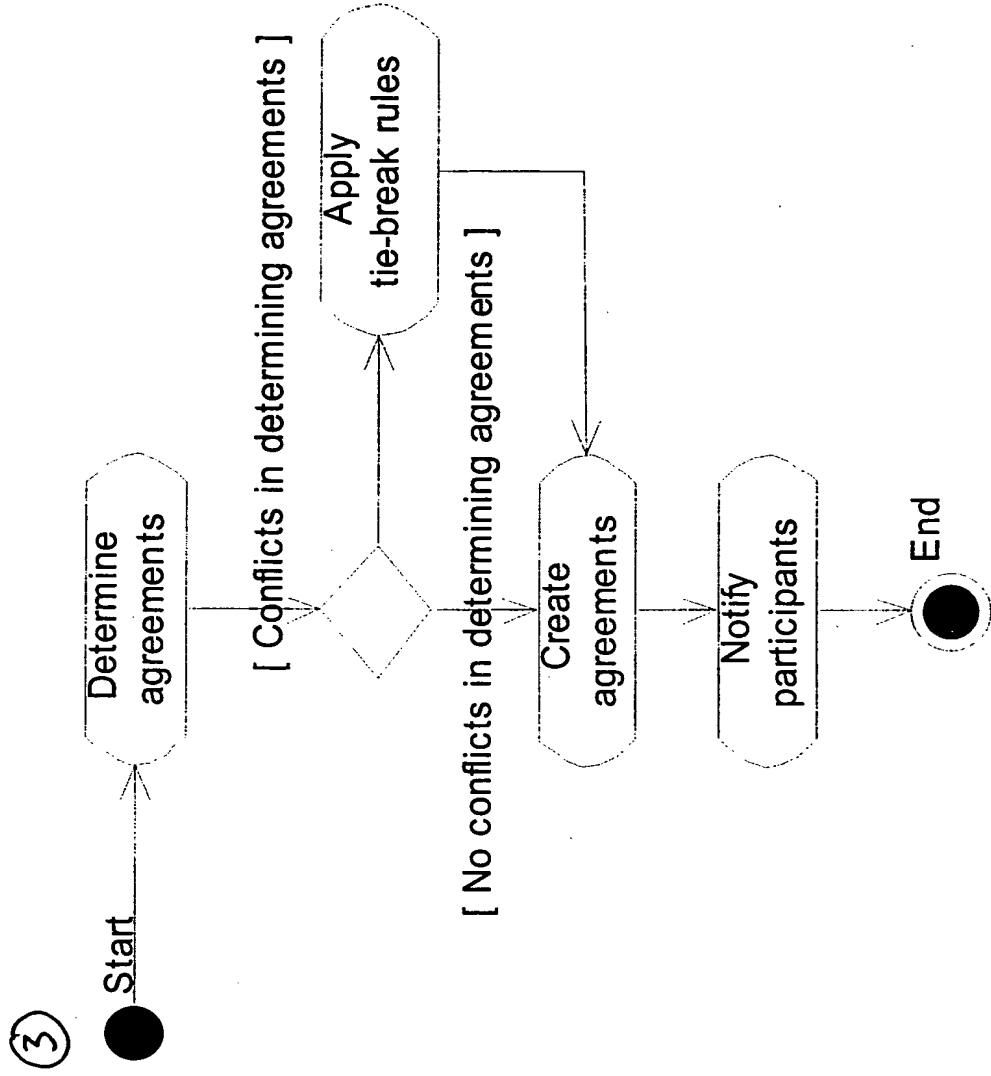 3
Start
Determine
agreements
[ Conflicts in determining agreements ]
Apply
tie-break rules
[ No conflicts in determining agreements ]
Create
agreements
Notify
participants
End